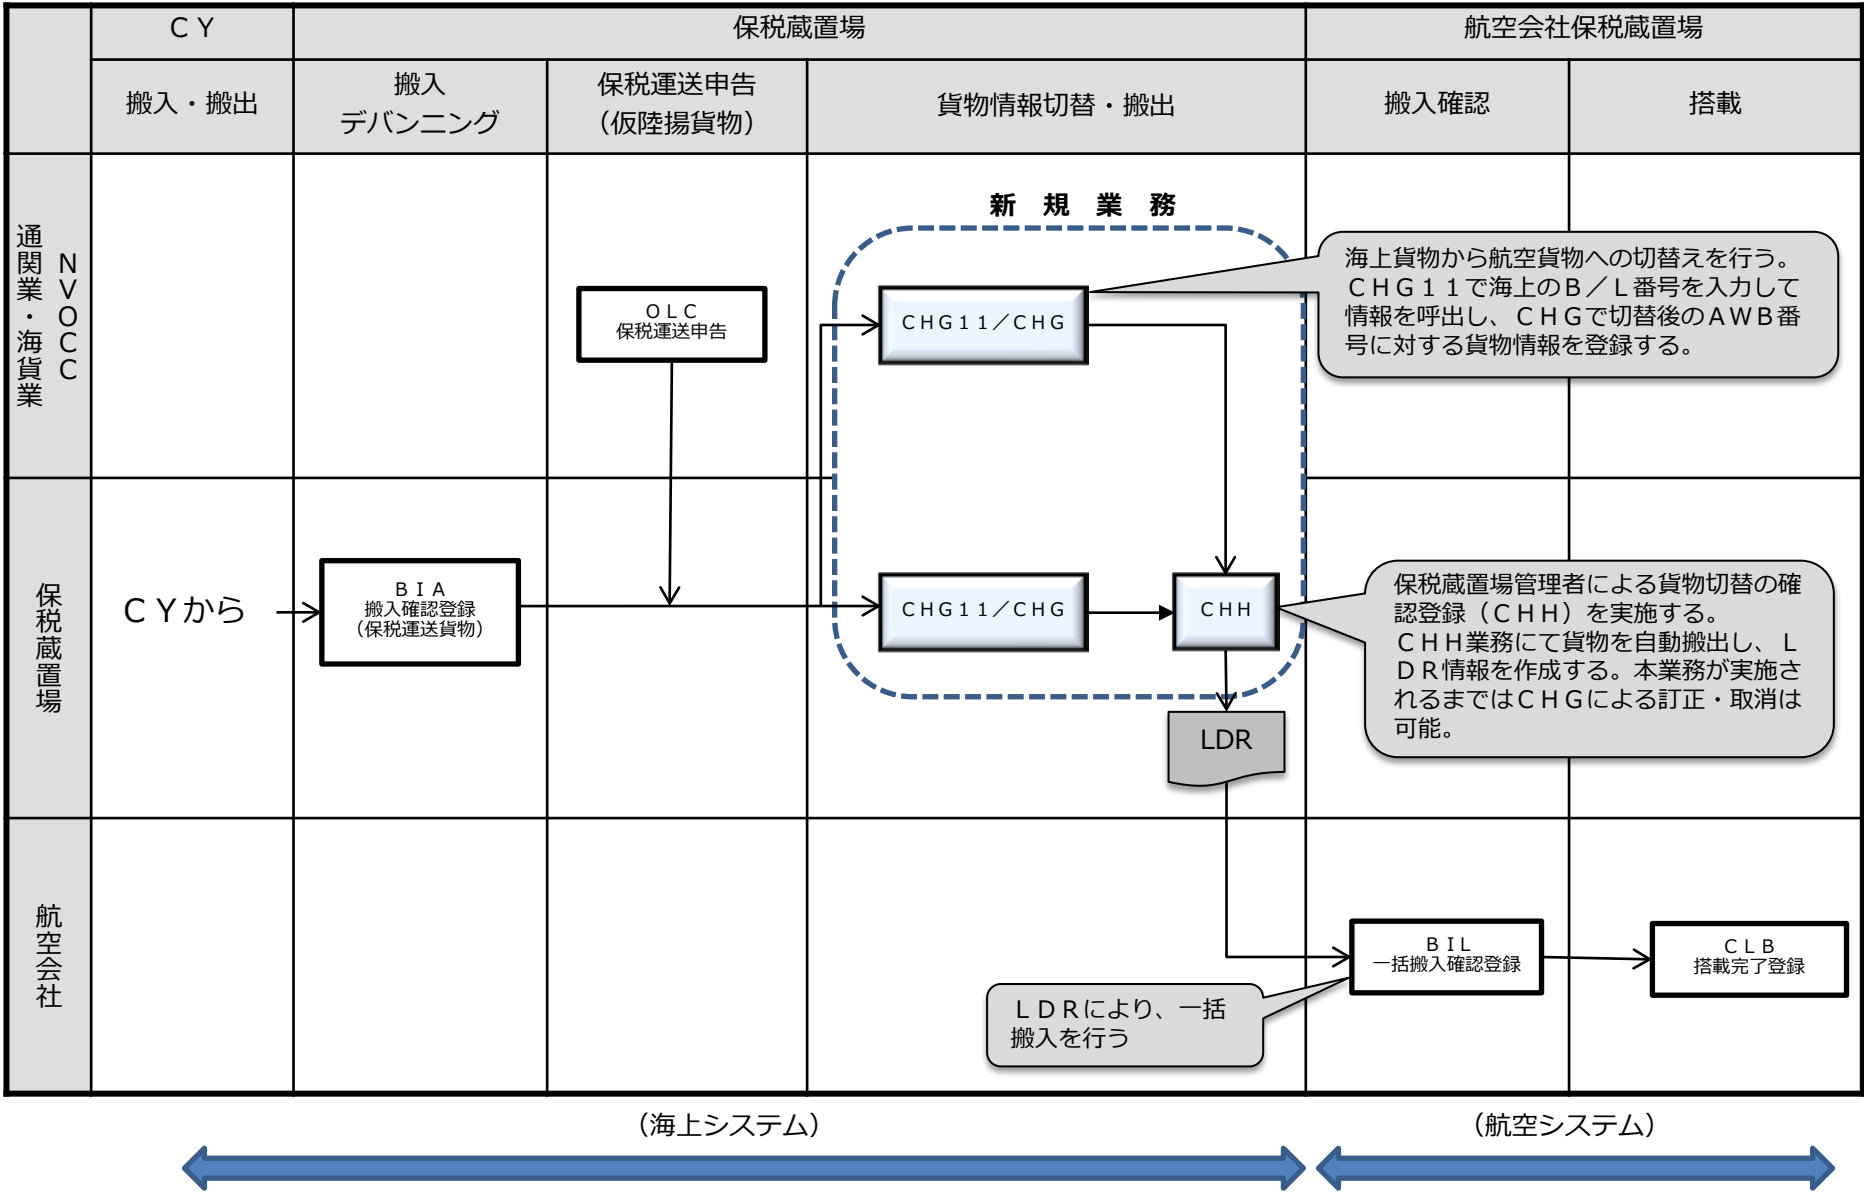 ＣＹ
保税蔵置場
航空会社保税蔵置場
搬入・搬出
搬入
デバンニング
保税運送申告
（仮陸揚貨物）
貨物情報切替・搬出
搬入確認
搭載
通関業・海貨業
ＮＶＯＣＣ
新　規　業　務
ＯＬＣ
保税運送申告
ＣＨＧ１１／ＣＨＧ
海上貨物から航空貨物への切替えを行う。
ＣＨＧ１１で海上のＢ／Ｌ番号を入力して
情報を呼出し、ＣＨＧで切替後のＡＷＢ番
号に対する貨物情報を登録する。
保税蔵置場
ＣＹから
ＢＩＡ
搬入確認登録
（保税運送貨物）
ＣＨＧ１１／ＣＨＧ
ＣＨＨ
保税蔵置場管理者による貨物切替の確
認登録（ＣＨＨ）を実施する。
ＣＨＨ業務にて貨物を自動搬出し、Ｌ
ＤＲ情報を作成する。本業務が実施さ
れるまではＣＨＧによる訂正・取消は
可能。
LDR
航空会社
ＢＩＬ
一括搬入確認登録
ＣＬＢ
搭載完了登録
ＬＤＲにより、一括
搬入を行う
（海上システム）
（航空システム）